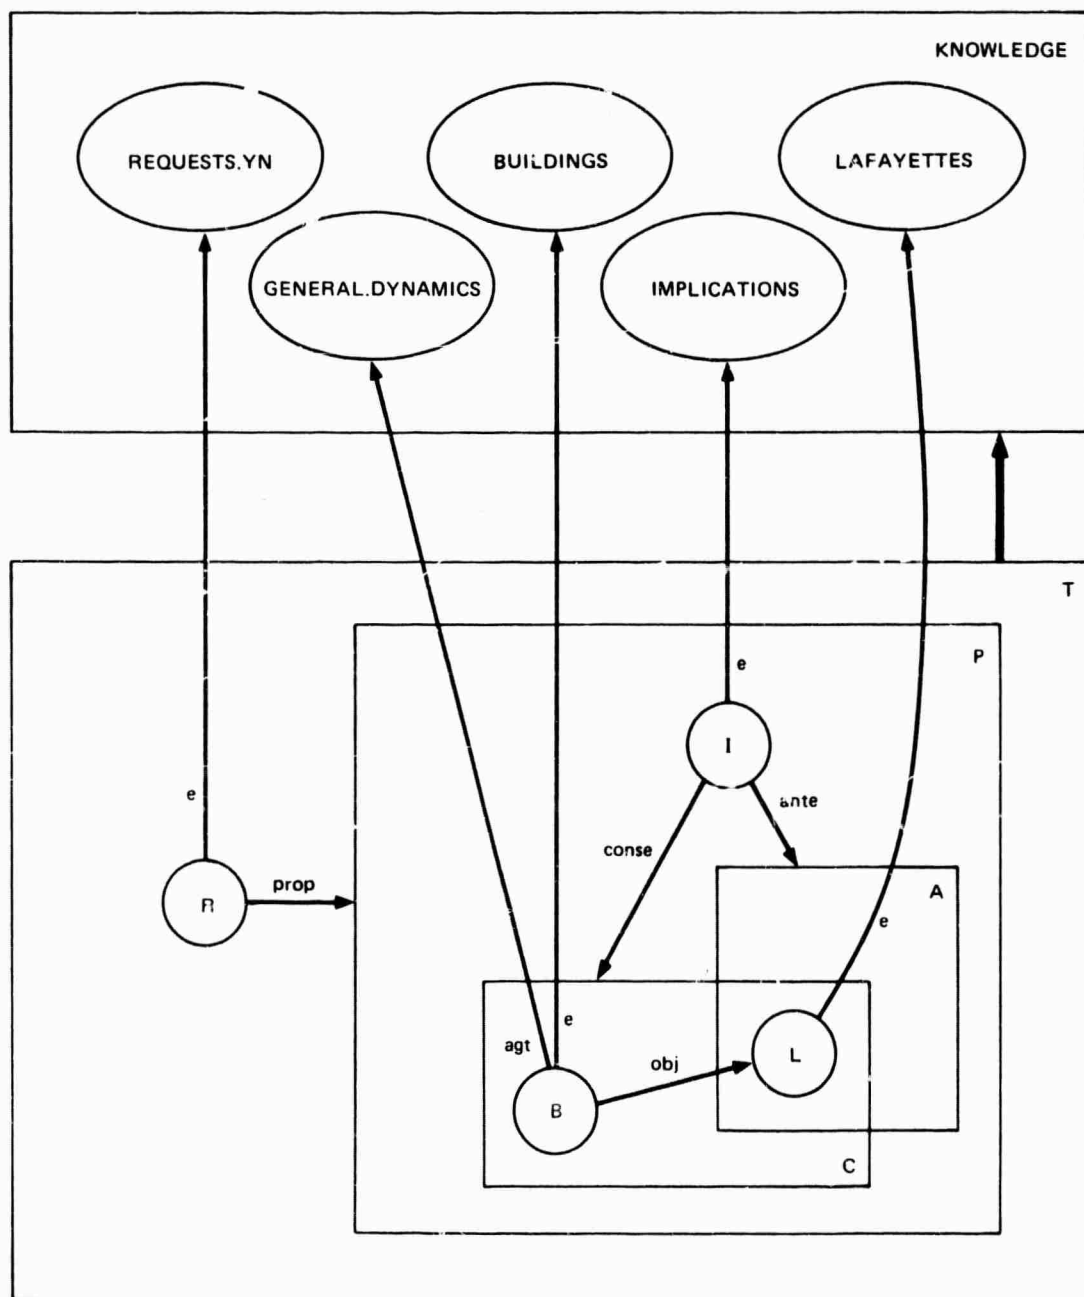 KNOWLEDGE
REQUESTS.YN
BUILDINGS
LAFAYETTES
GENERAL.DYNAMICS
IMPLICATIONS
T
P
e
I
e
ante
conse
prop
A
R
e
e
agt
obj
L
B
C